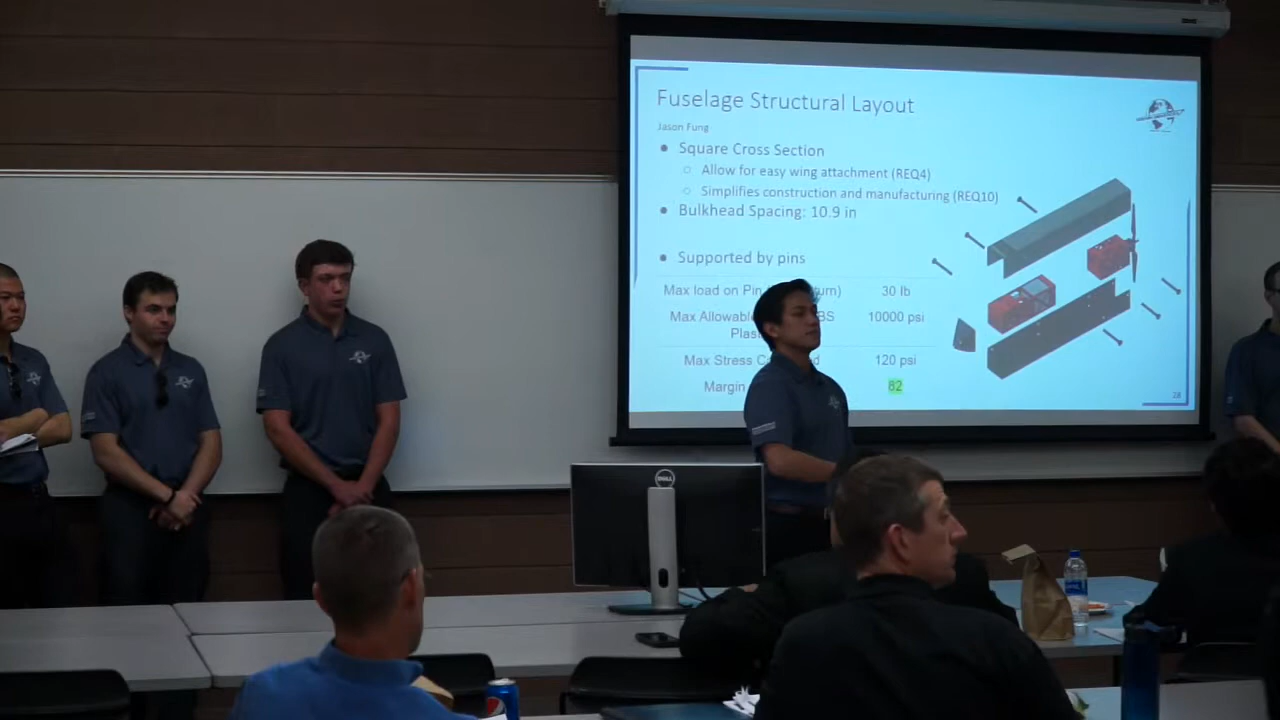 Fuselage Structural Layout
Jason Fung
● Square Cross Section
○ Allow for easy wing attachment (REQ4)
○ Simplifies construction and manufacturing (REQ10)
● Bulkhead Spacing: 10.9 in
● Supported by pins
Max load on Pin 30 lb
Max Allowable 10000 psi
Max Stress 120 psi
Margin 82
28
DELL